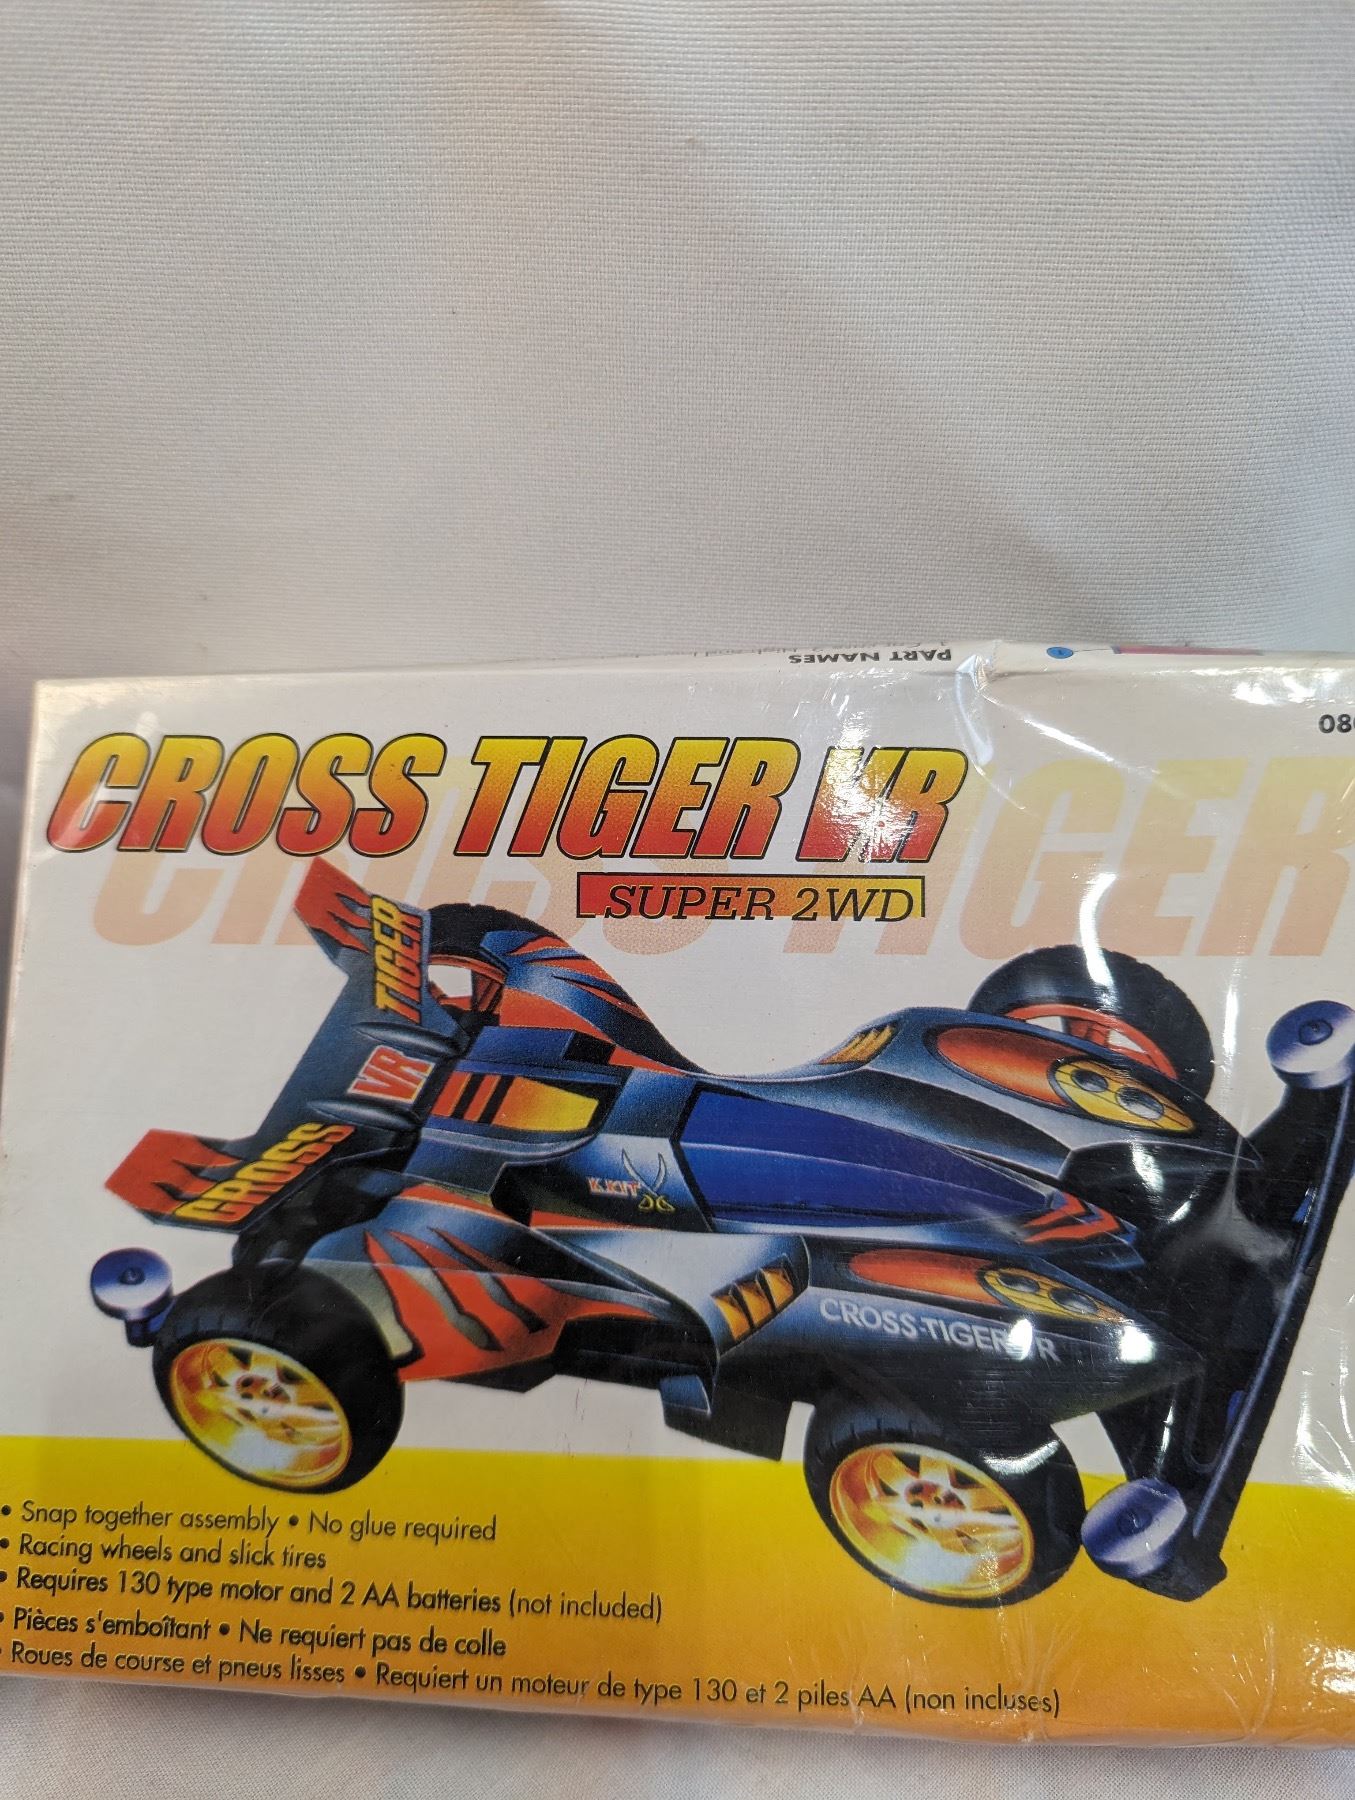 PART NAMES
CROSS TIGER VR
SUPER 2WD
TIGER
VR
CROSS
K.KIT
CROSS-TIGER VR
• Snap together assembly • No glue required
• Racing wheels and slick tires
• Requires 130 type motor and 2 AA batteries (not included)
• Pièces s'emboîtant • Ne requiert pas de colle
• Roues de course et pneus lisses • Requiert un moteur de type 130 et 2 piles AA (non incluses)